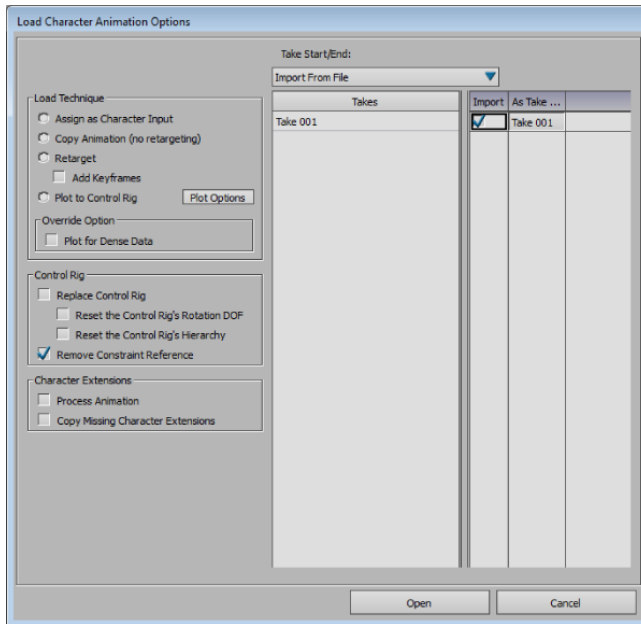 Load Character Animation Options
Take Start/End:
Import From File
Load Technique
Assign as Character Input
Copy Animation (no retargeting)
Retarget
Add Keyframes
Plot to Control Rig
Plot Options
Override Option
Plot for Dense Data
Control Rig
Replace Control Rig
Reset the Control Rig's Rotation DOF
Reset the Control Rig's Hierarchy
Remove Constraint Reference
Character Extensions
Process Animation
Copy Missing Character Extensions
Takes
Take 001
Import As Take ...
Take 001
Open
Cancel